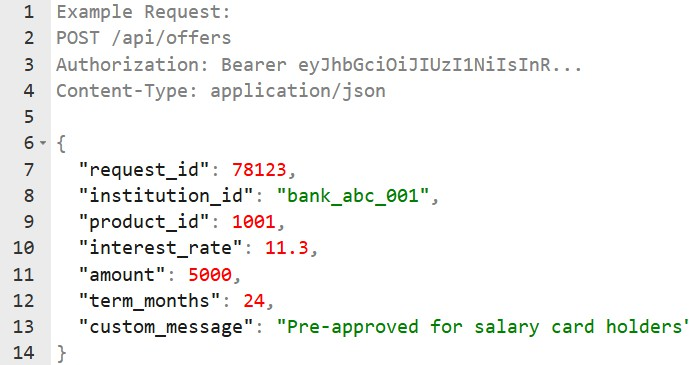 1 Example Request:
2 POST /api/offers
3 Authorization: Bearer eyJhbGciOiJIUzI1NiIsInR...
4 Content-Type: application/json
5
6 {
7 "request_id": 78123,
8 "institution_id": "bank_abc_001",
9 "product_id": 1001,
10 "interest_rate": 11.3,
11 "amount": 5000,
12 "term_months": 24,
13 "custom_message": "Pre-approved for salary card holders'
14 }